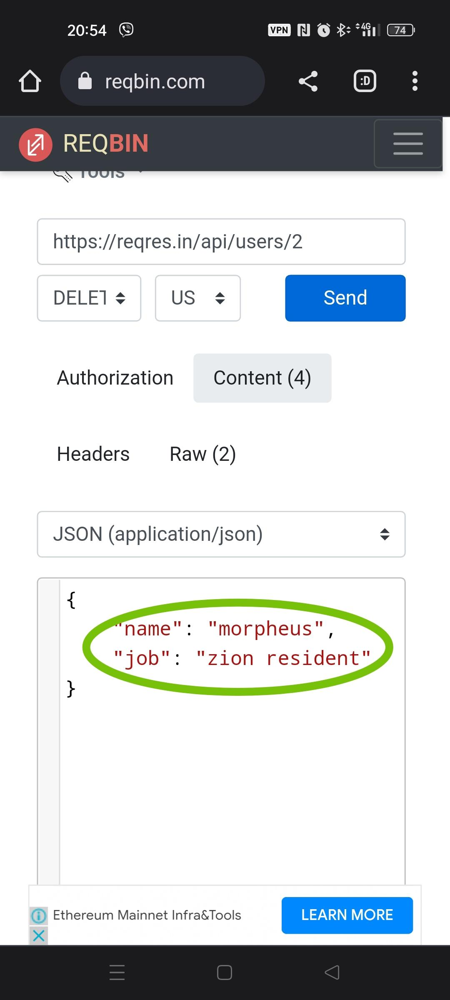 20:54 VPN 4G 74
reqbin.com :D
REQBIN
Tools
https://reqres.in/api/users/2
DELET US Send
Authorization Content (4)
Headers Raw (2)
JSON (application/json)
{
"name": "morpheus",
"job": "zion resident"
}
Ethereum Mainnet Infra&Tools LEARN MORE